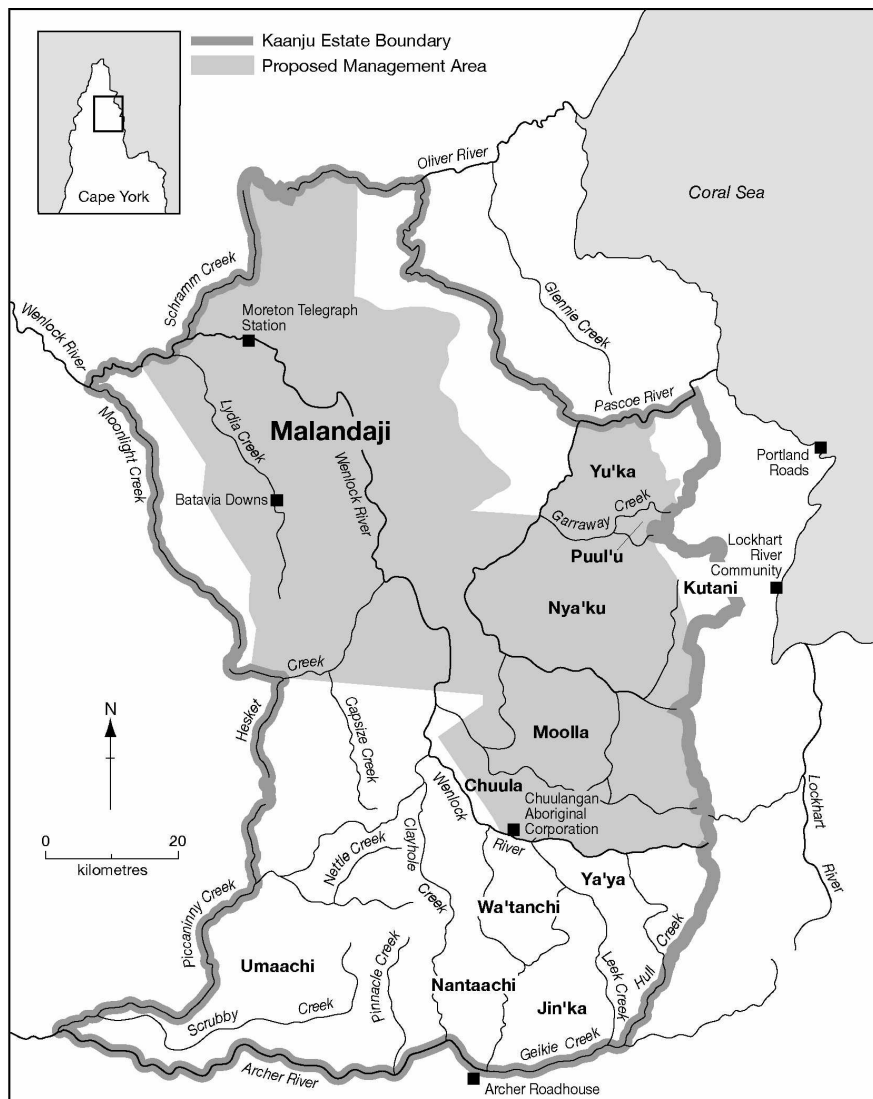 Kaanju Estate Boundary
Proposed Management Area
Cape York
Oliver River
Coral Sea
Schramm Creek
Glennie Creek
Wenlock River
Moreton Telegraph
Station
Moonlight Creek
Lydia Creek
Malandaji
Pascoe River
Portland
Roads
Yu'ka
Batavia Downs
Wenlock River
Garraway Creek
Puul'u
Lockhart
River
Community
Kutani
Nya'ku
Creek
Hesket
N
Capsize Creek
Moolla
Chuula
Wenlock
River
Chuulangan
Aboriginal
Corporation
Lockhart
River
0 20
kilometres
Nettle Creek
Clayhole
Creek
Ya'ya
Wa'tanchi
Piccaninny Creek
Umaachi
Pinnacle Creek
Nantaachi
Leek Creek
Hull
Creek
Jin'ka
Scrubby
Creek
Geikie Creek
Archer River
Archer Roadhouse